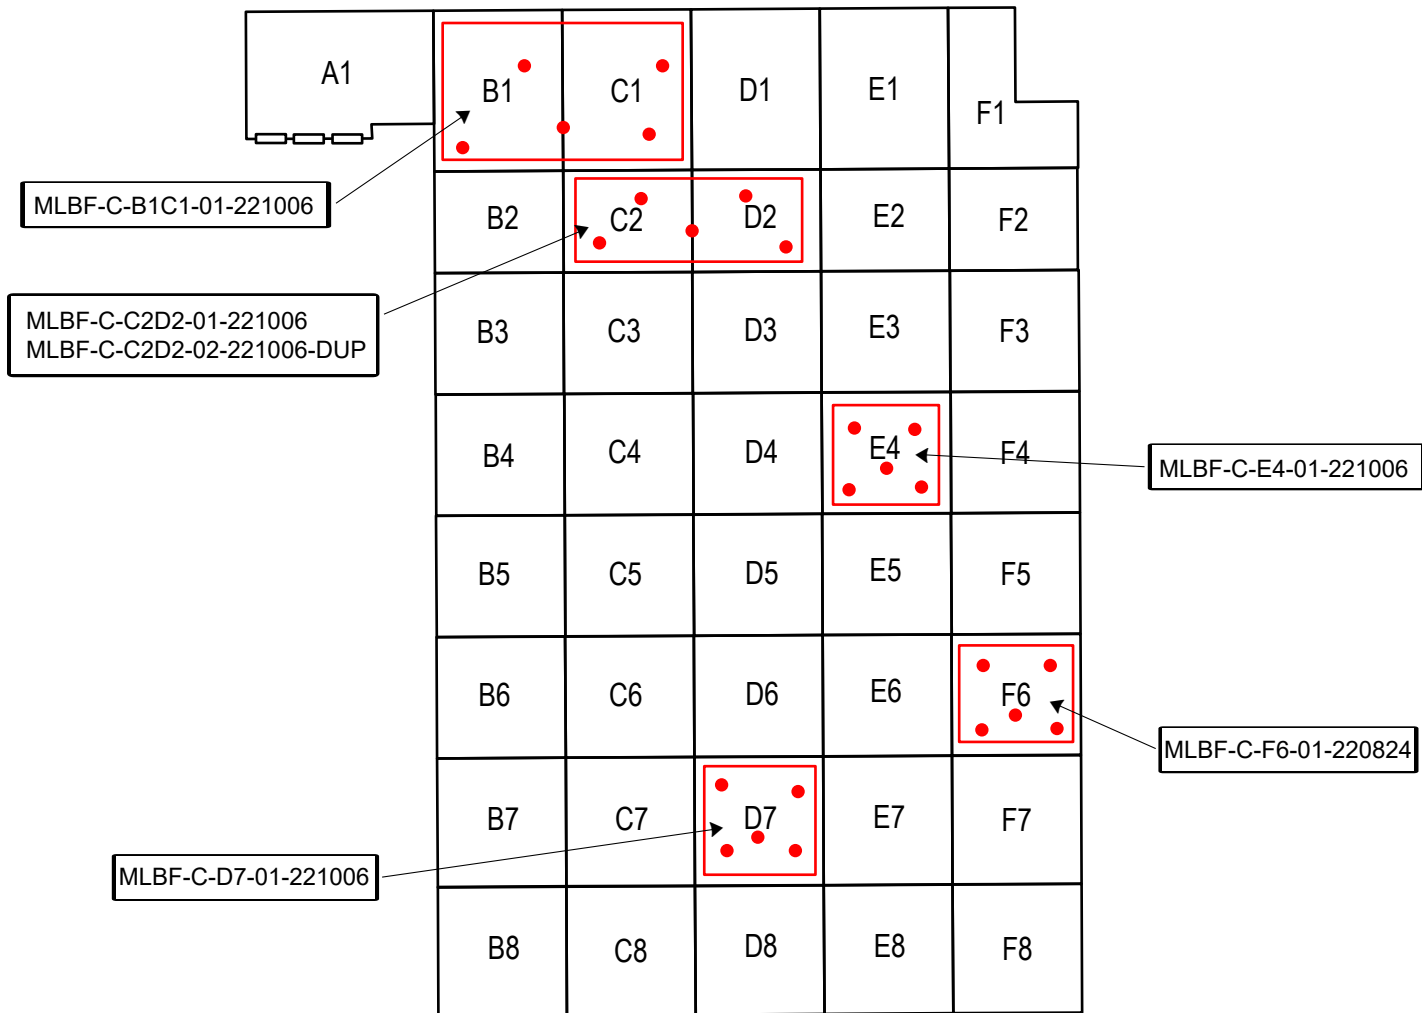 A1
B1
C1
D1
E1
F1
MLBF-C-B1C1-01-221006
B2
C2
D2
E2
F2
MLBF-C-C2D2-01-221006
MLBF-C-C2D2-02-221006-DUP
B3
C3
D3
E3
F3
B4
C4
D4
E4
F4
MLBF-C-E4-01-221006
B5
C5
D5
E5
F5
B6
C6
D6
E6
F6
MLBF-C-F6-01-220824
B7
C7
D7
E7
F7
MLBF-C-D7-01-221006
B8
C8
D8
E8
F8